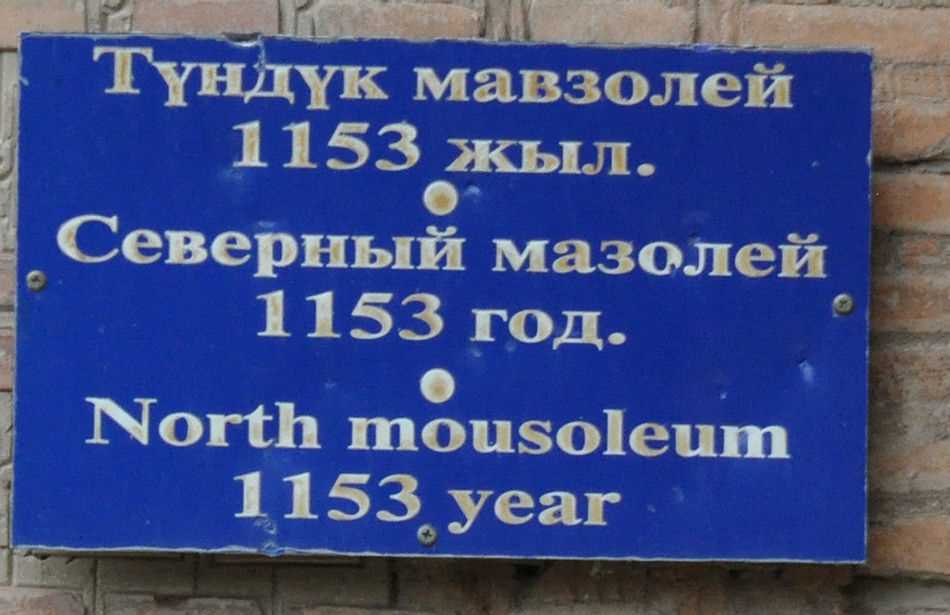 Түндүк мавзолей
1153 жыл.
Северный мазолей
1153 год.
North mousoleum
1153 year